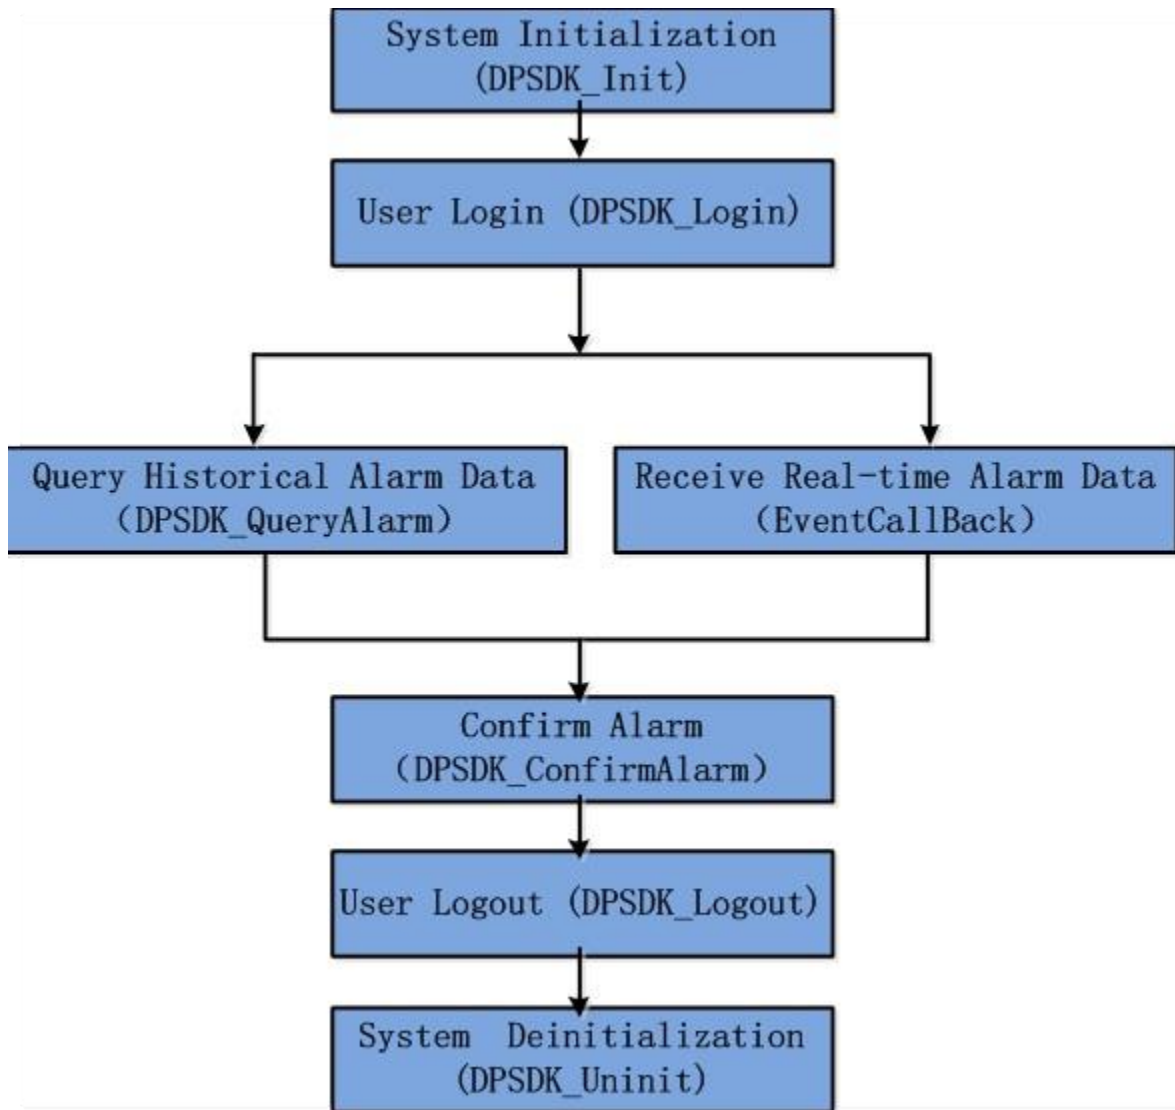 System Initialization
(DPSDK_Init)
User Login (DPSDK_Login)
Query Historical Alarm Data
（DPSDK_QueryAlarm）
Receive Real-time Alarm Data
（EventCallBack）
Confirm Alarm
（DPSDK_ConfirmAlarm）
User Logout (DPSDK_Logout)
System Deinitialization
(DPSDK_Uninit)